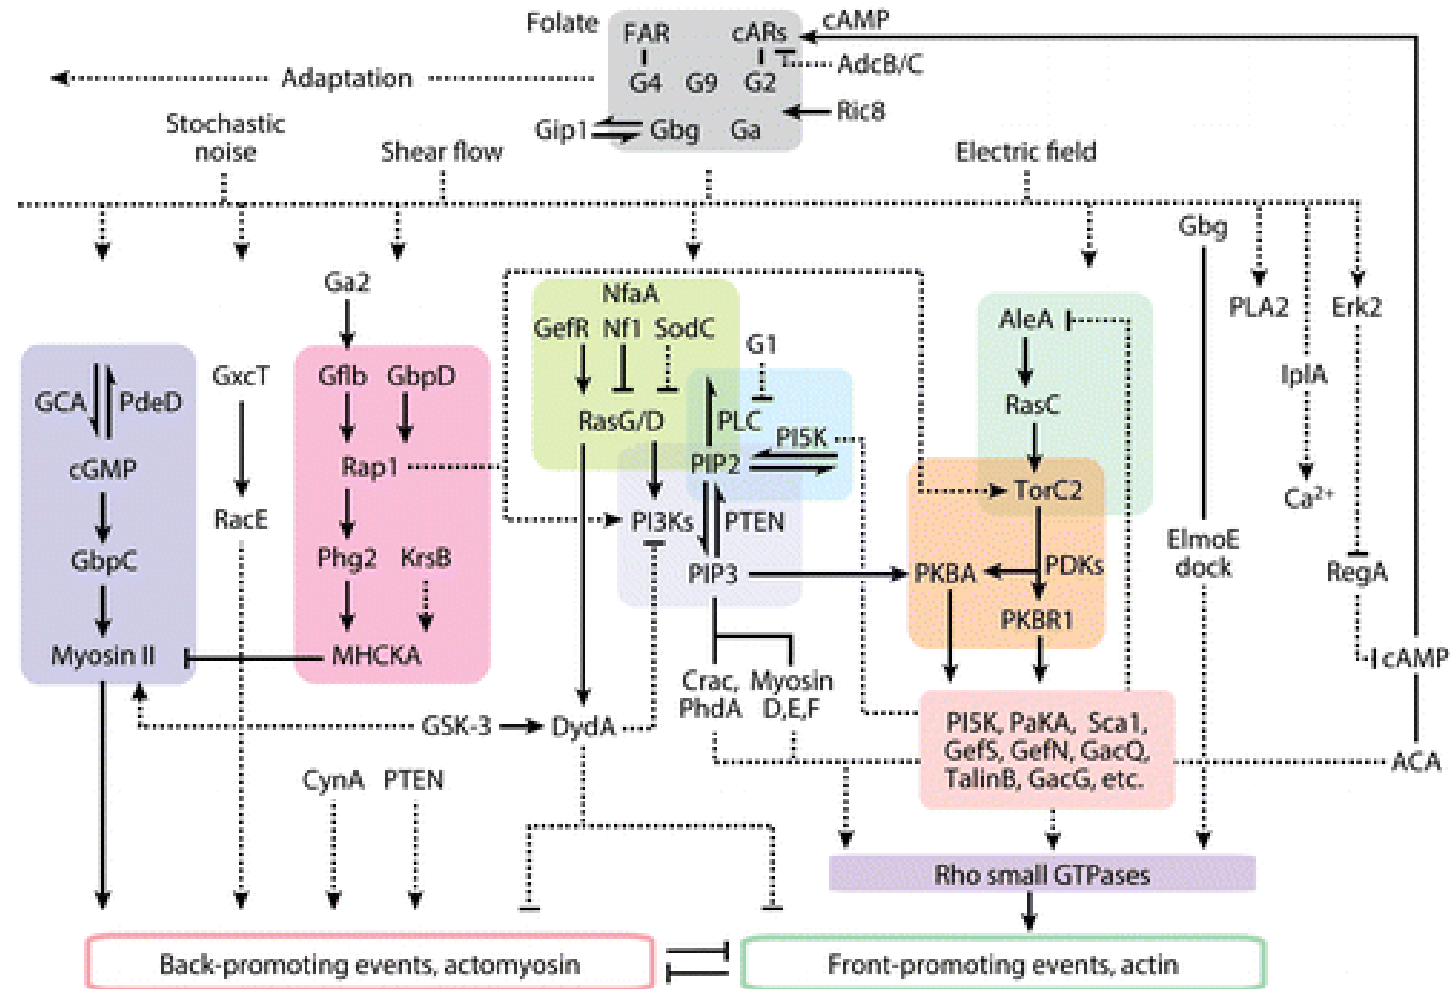 Folate
FAR
cARs
cAMP
Adaptation
G4
G9
G2
AdcB/C
Ric8
Stochastic
noise
Shear flow
Gip1
Gbg
Ga
Electric field
Gbg
Ga2
NfaA
GefR
Nf1
SodC
G1
AleA
PLA2
Erk2
GCA
PdeD
GxcT
Gflb
GbpD
RasG/D
PLC
PI5K
RasC
IplA
cGMP
Rap1
PIP2
TorC2
Ca2+
GbpC
RacE
Phg2
KrsB
PI3Ks
PTEN
PIP3
PKBA
PDKs
PKBR1
ElmoE
dock
RegA
Myosin II
MHCKA
Crac,
PhdA
Myosin
D,E,F
cAMP
GSK-3
DydA
PI5K, PaKA, Sca1,
GefS, GefN, GacQ,
TalinB, GacG, etc.
ACA
CynA
PTEN
Rho small GTPases
Back-promoting events, actomyosin
Front-promoting events, actin